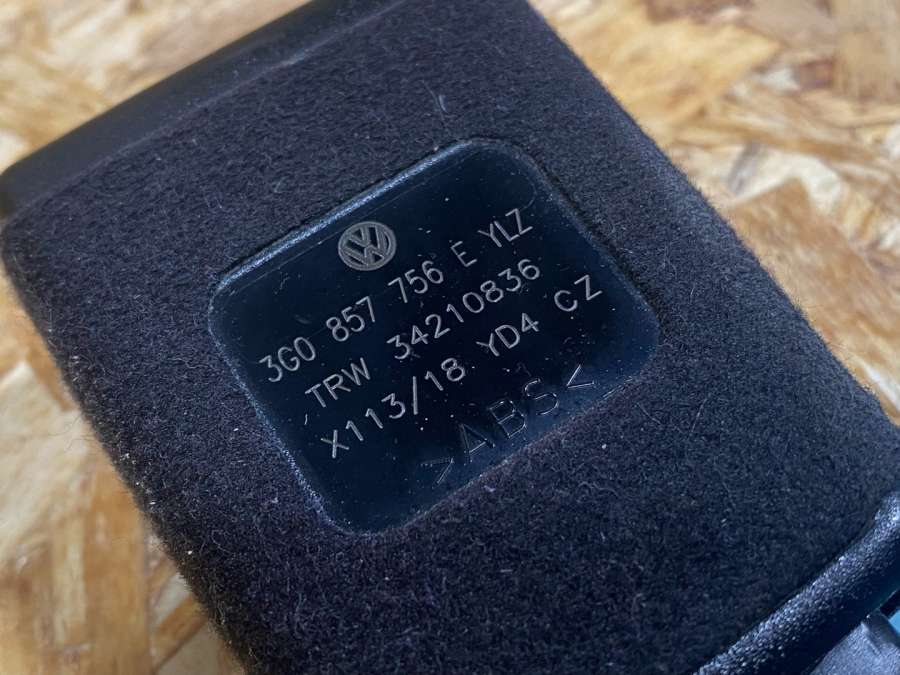 3G0 857 756 E YLZ
TRW 34210836
X113/18 YD4 CZ
>ABS<